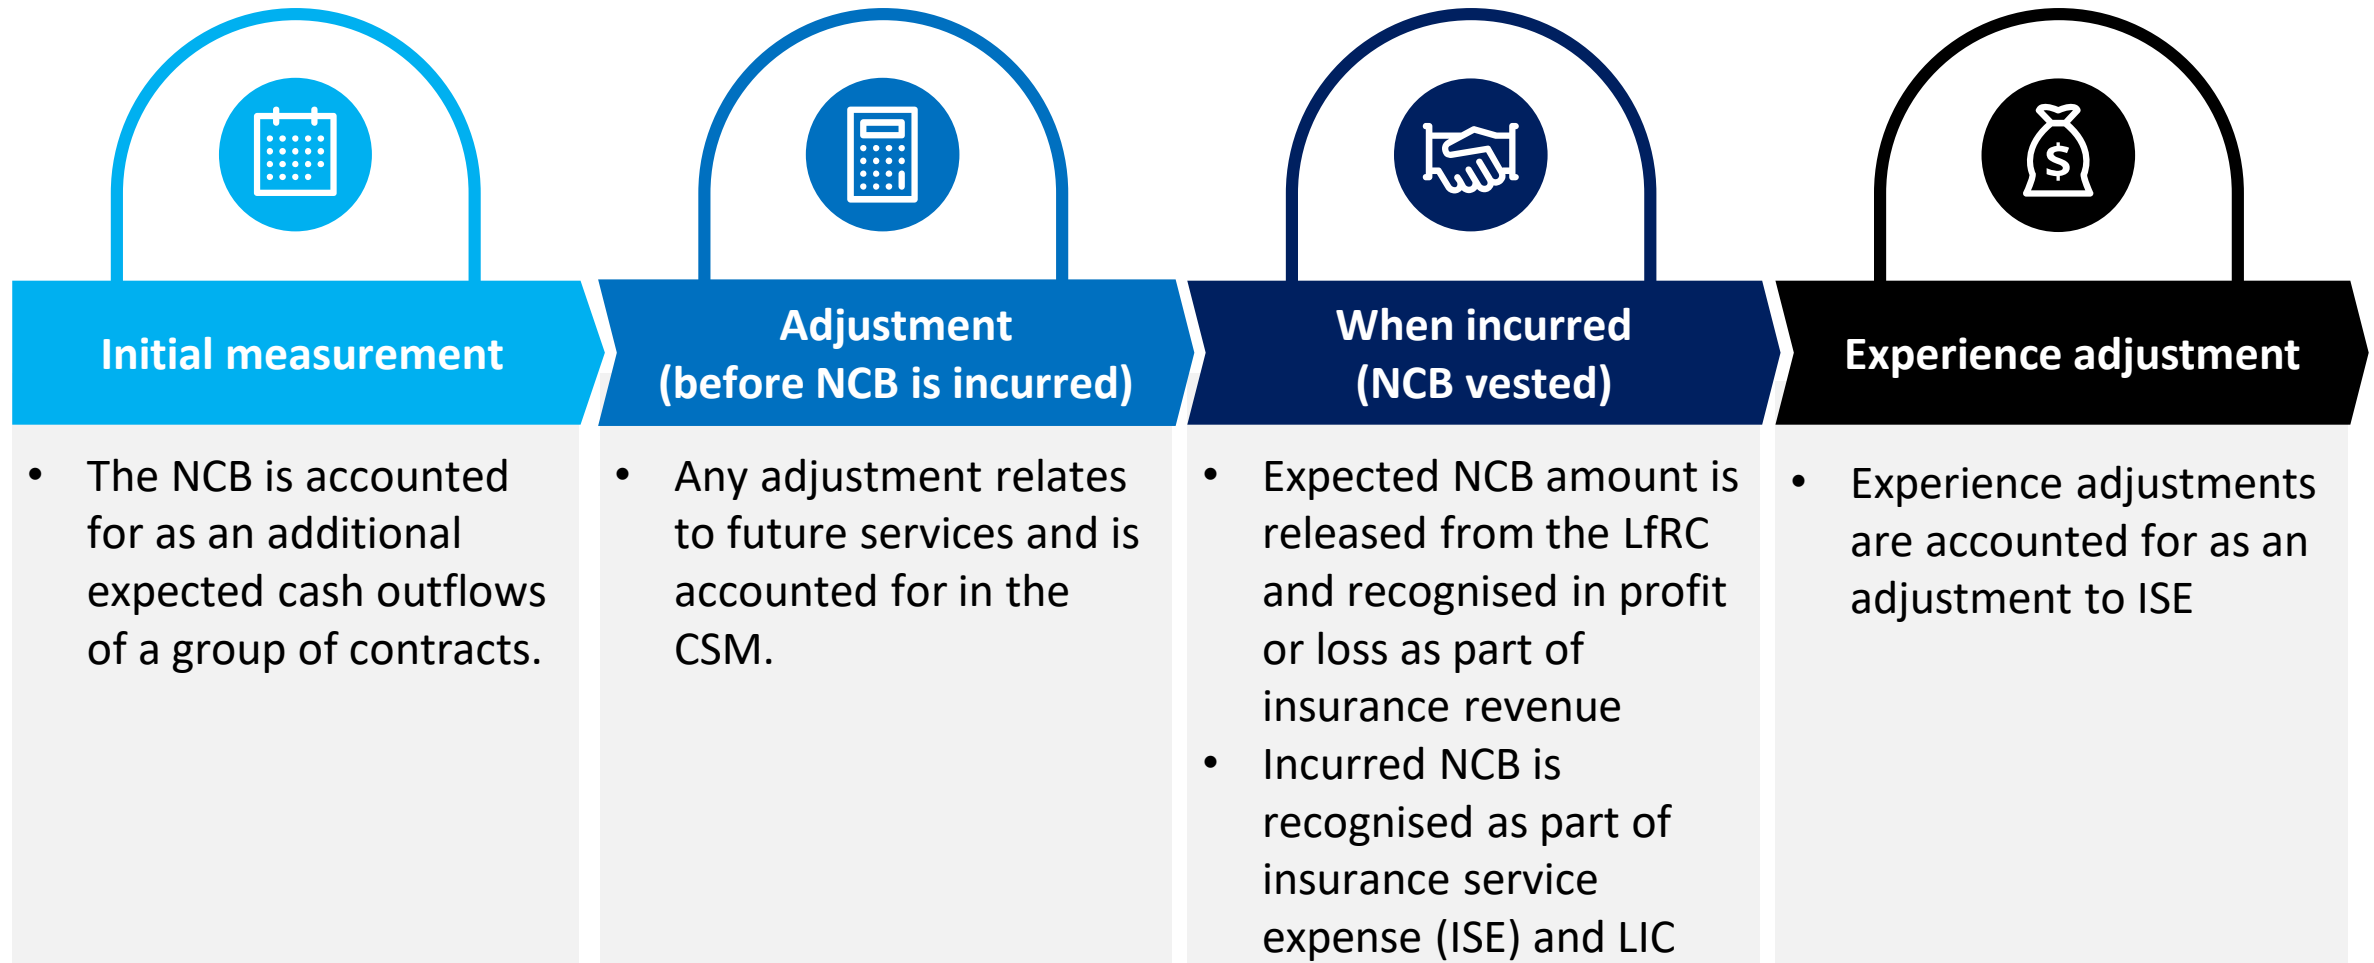 Initial measurement
• The NCB is accounted
for as an additional
expected cash outflows
of a group of contracts.
Adjustment
(before NCB is incurred)
• Any adjustment relates
to future services and is
accounted for in the
CSM.
When incurred
(NCB vested)
• Expected NCB amount is
released from the LfRC
and recognised in profit
or loss as part of
insurance revenue
• Incurred NCB is
recognised as part of
insurance service
expense (ISE) and LIC
$
Experience adjustment
• Experience adjustments
are accounted for as an
adjustment to ISE